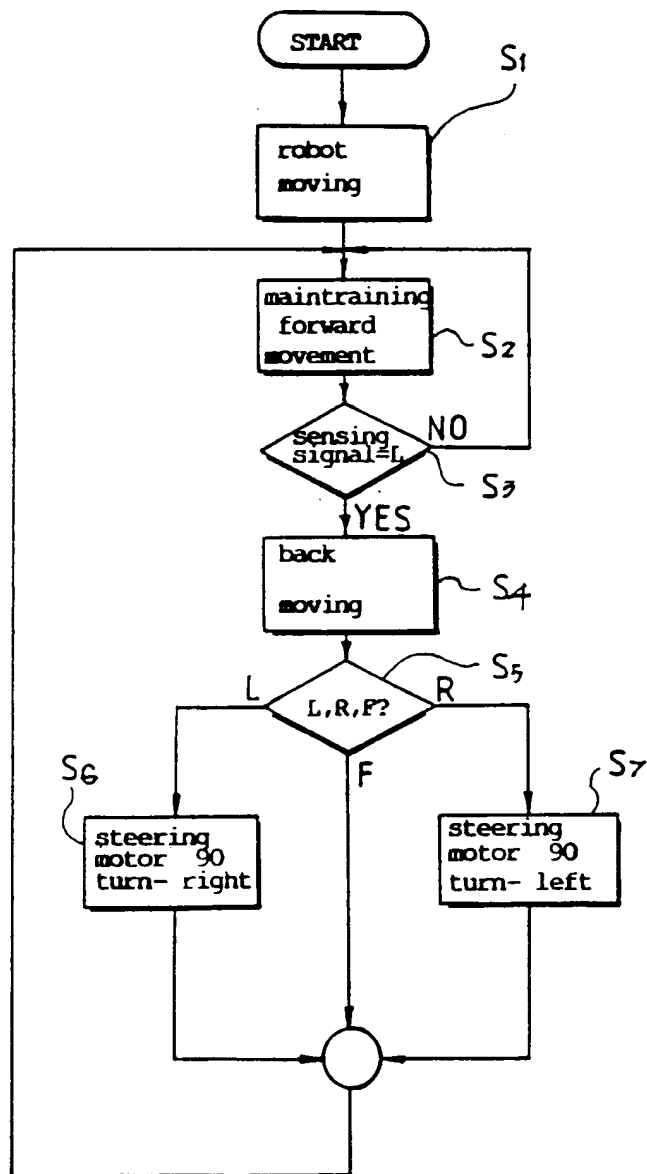 START
S1
robot
moving
maintraining
forward
movement
S2
sensing
signal=L
NO
S3
YES
back
moving
S4
S5
L
L,R,F?
R
F
S6
steering
motor 90
turn- right
S7
steering
motor 90
turn- left